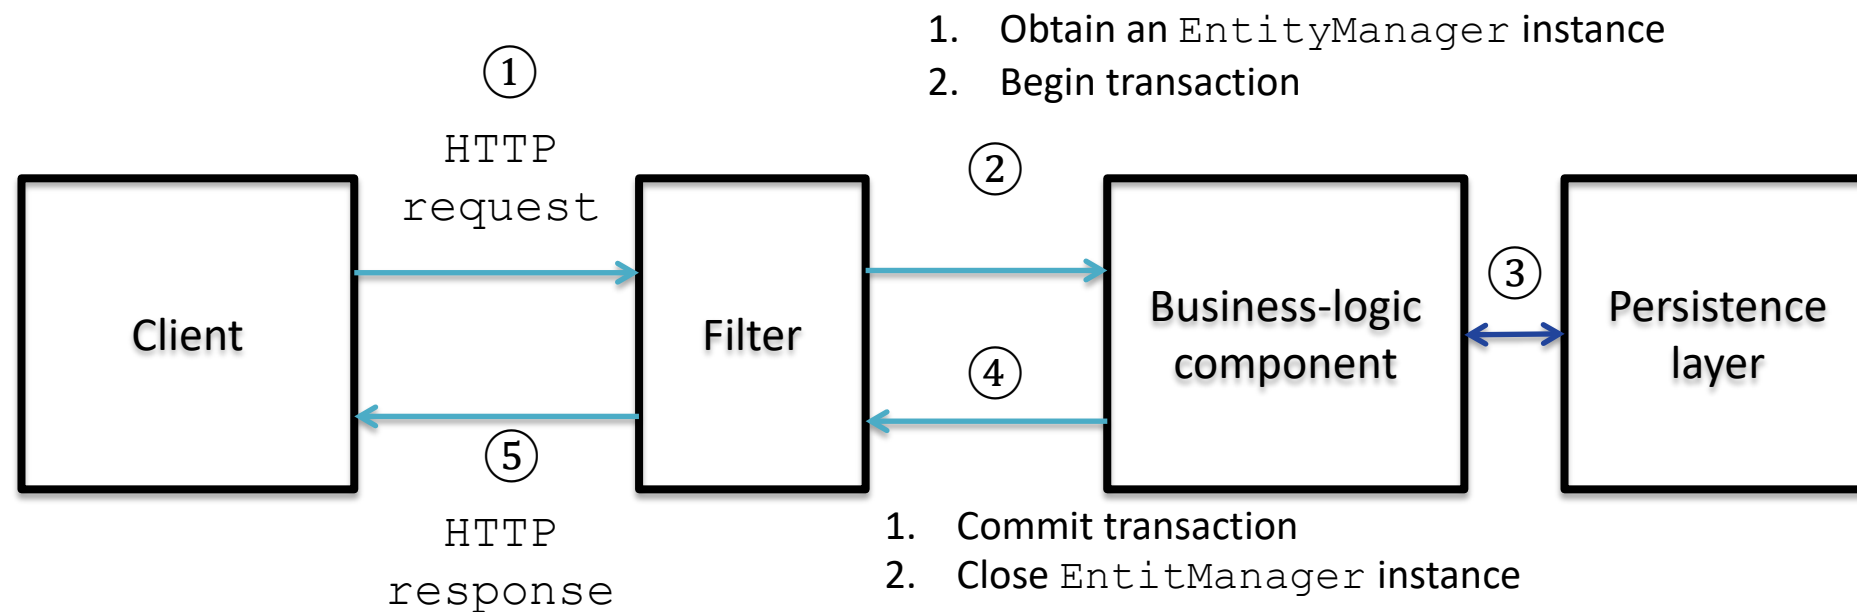 1. Obtain an EntityManager instance
2. Begin transaction
①
HTTP
request
②
③
Client
Filter
Business-logic
component
Persistence
layer
④
⑤
HTTP
response
1. Commit transaction
2. Close EntitManager instance